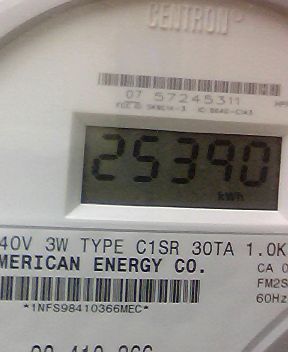 CENTRON®
07 57245311
25390
kWh
40V 3W TYPE C1SR 30TA 1.0K
MERICAN ENERGY CO.
CA 0
FM2S
60Hz
*1NFS98410366MEC*